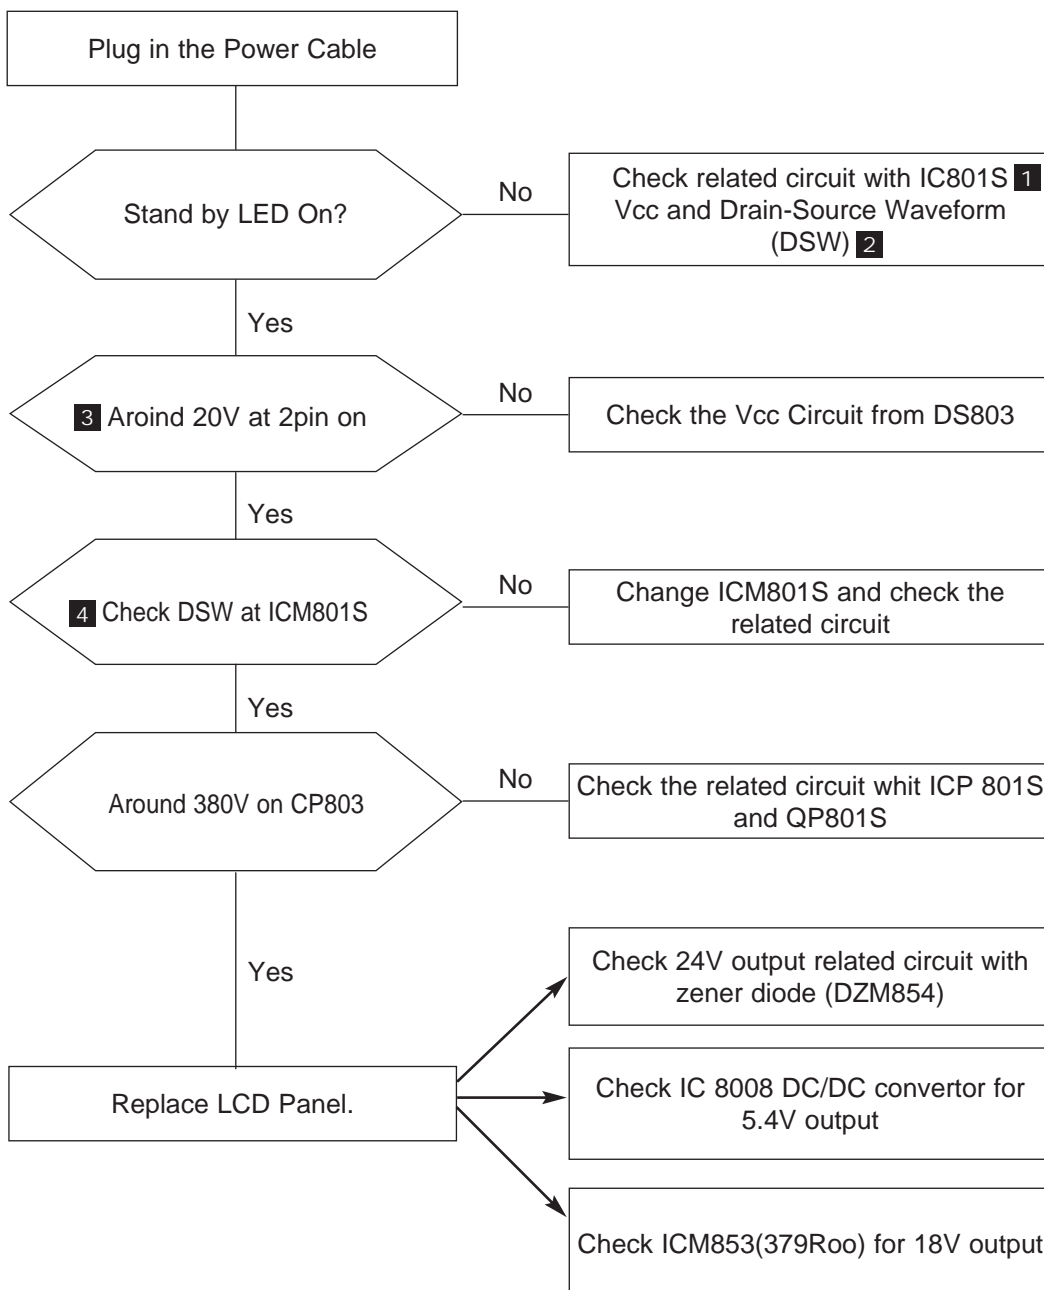 Plug in the Power Cable
Stand by LED On?
No
Check related circuit with IC801S 1
Vcc and Drain-Source Waveform
(DSW) 2
Yes
3 Aroind 20V at 2pin on
No
Check the Vcc Circuit from DS803
Yes
4 Check DSW at ICM801S
No
Change ICM801S and check the
related circuit
Yes
Around 380V on CP803
No
Check the related circuit whit ICP 801S
and QP801S
Yes
Replace LCD Panel.
Check 24V output related circuit with
zener diode (DZM854)
Check IC 8008 DC/DC convertor for
5.4V output
Check ICM853(379Roo) for 18V output